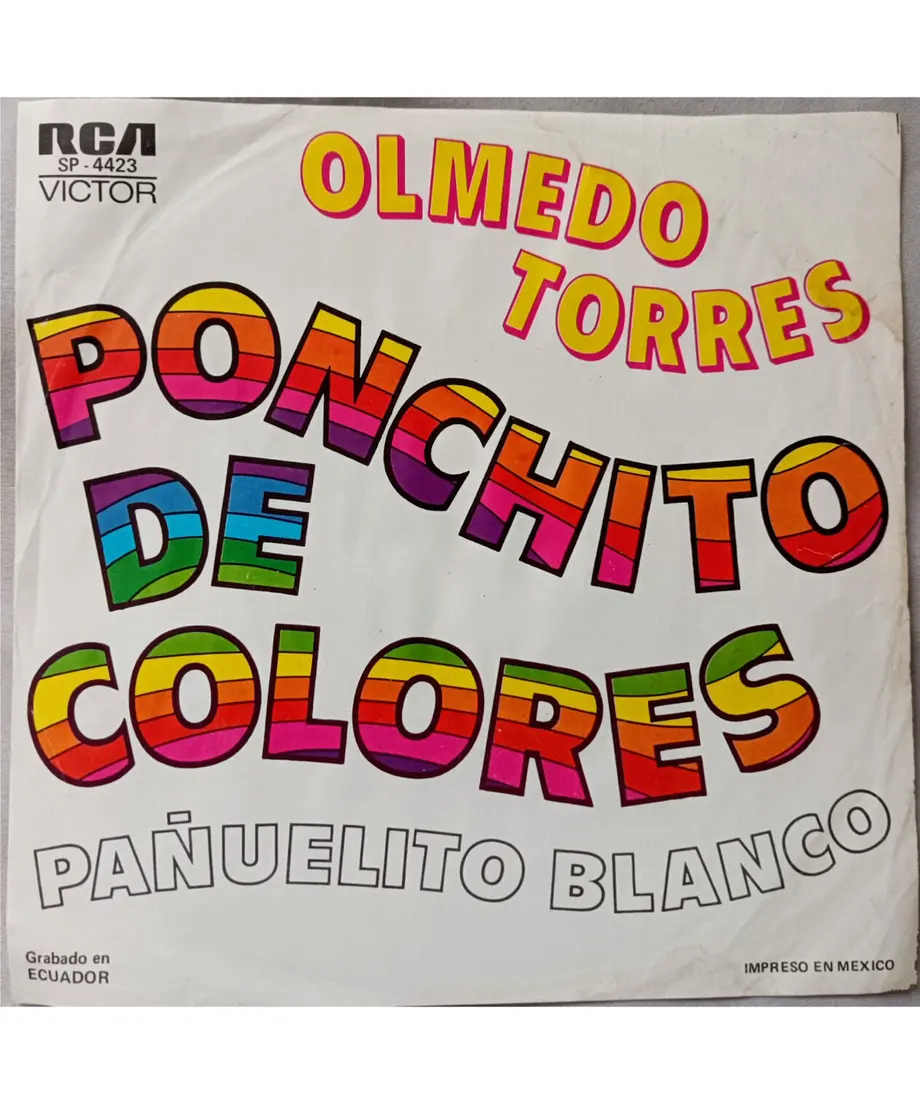 RCA
SP - 4423
VICTOR
OLMEDO
TORRES
PONCHITO
DE
COLORES
PAÑUELITO BLANCO
Grabado en
ECUADOR
IMPRESO EN MEXICO